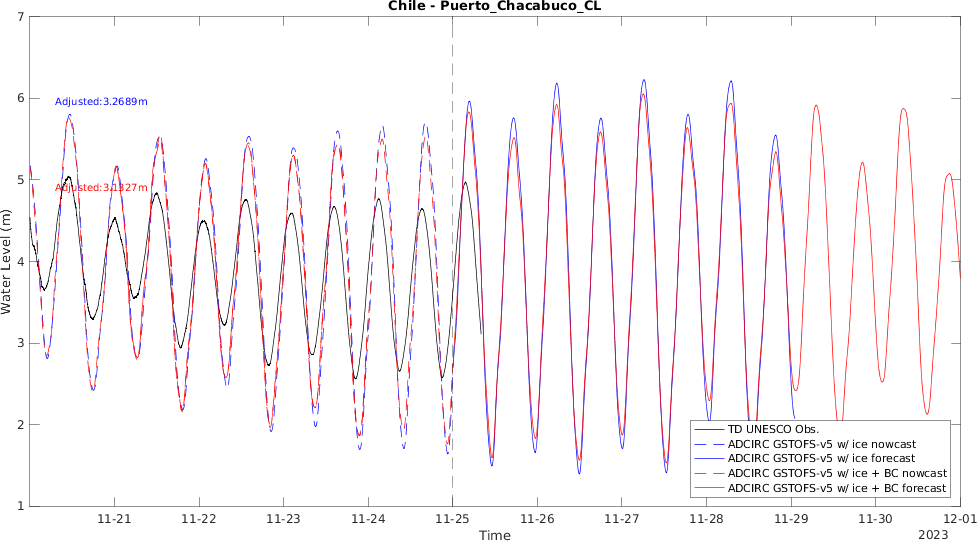 Chile - Puerto_Chacabuco_CL
7
6
5
4
3
2
1
Water Level (m)
Adjusted:3.2689m
Adjusted:3.1327m
TD UNESCO Obs.
ADCIRC GSTOFS-v5 w/ ice nowcast
ADCIRC GSTOFS-v5 w/ ice forecast
ADCIRC GSTOFS-v5 w/ ice + BC nowcast
ADCIRC GSTOFS-v5 w/ ice + BC forecast
11-21 11-22 11-23 11-24 11-25 11-26 11-27 11-28 11-29 11-30 12-01
Time
2023